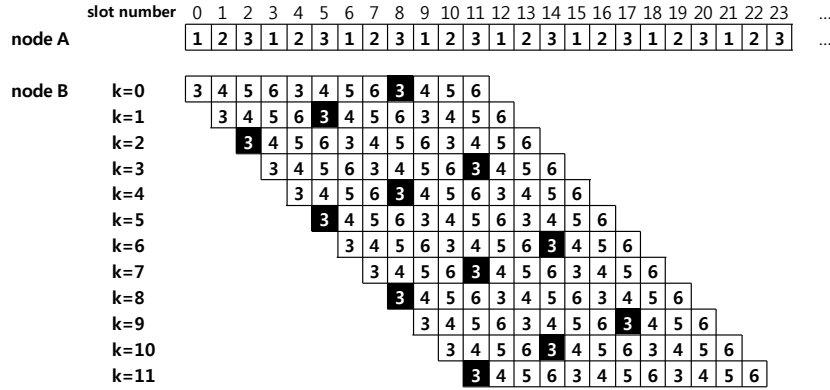 slot number 0 1 2 3 4 5 6 7 8 9 10 11 12 13 14 15 16 17 18 19 20 21 22 23 ...
node A 1 2 3 1 2 3 1 2 3 1 2 3 1 2 3 1 2 3 1 2 3 1 2 3 ...
node B k=0 3 4 5 6 3 4 5 6 3 4 5 6
k=1 3 4 5 6 3 4 5 6 3 4 5 6
k=2 3 4 5 6 3 4 5 6 3 4 5 6
k=3 3 4 5 6 3 4 5 6 3 4 5 6
k=4 3 4 5 6 3 4 5 6 3 4 5 6
k=5 3 4 5 6 3 4 5 6 3 4 5 6
k=6 3 4 5 6 3 4 5 6 3 4 5 6
k=7 3 4 5 6 3 4 5 6 3 4 5 6
k=8 3 4 5 6 3 4 5 6 3 4 5 6
k=9 3 4 5 6 3 4 5 6 3 4 5 6
k=10 3 4 5 6 3 4 5 6 3 4 5 6
k=11 3 4 5 6 3 4 5 6 3 4 5 6